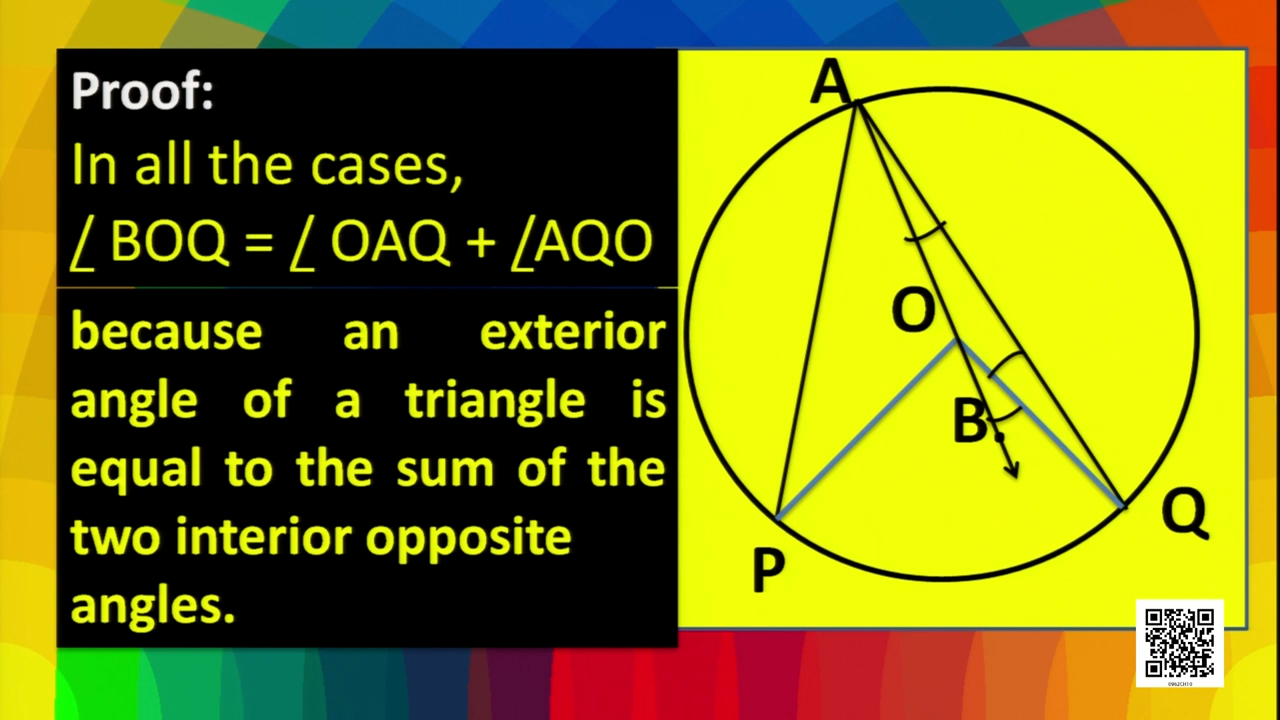 Proof:
In all the cases,
∠ BOQ = ∠ OAQ + ∠AQO
because an exterior
angle of a triangle is
equal to the sum of the
two interior opposite
angles.
A
O
B
Q
P
0962CH10